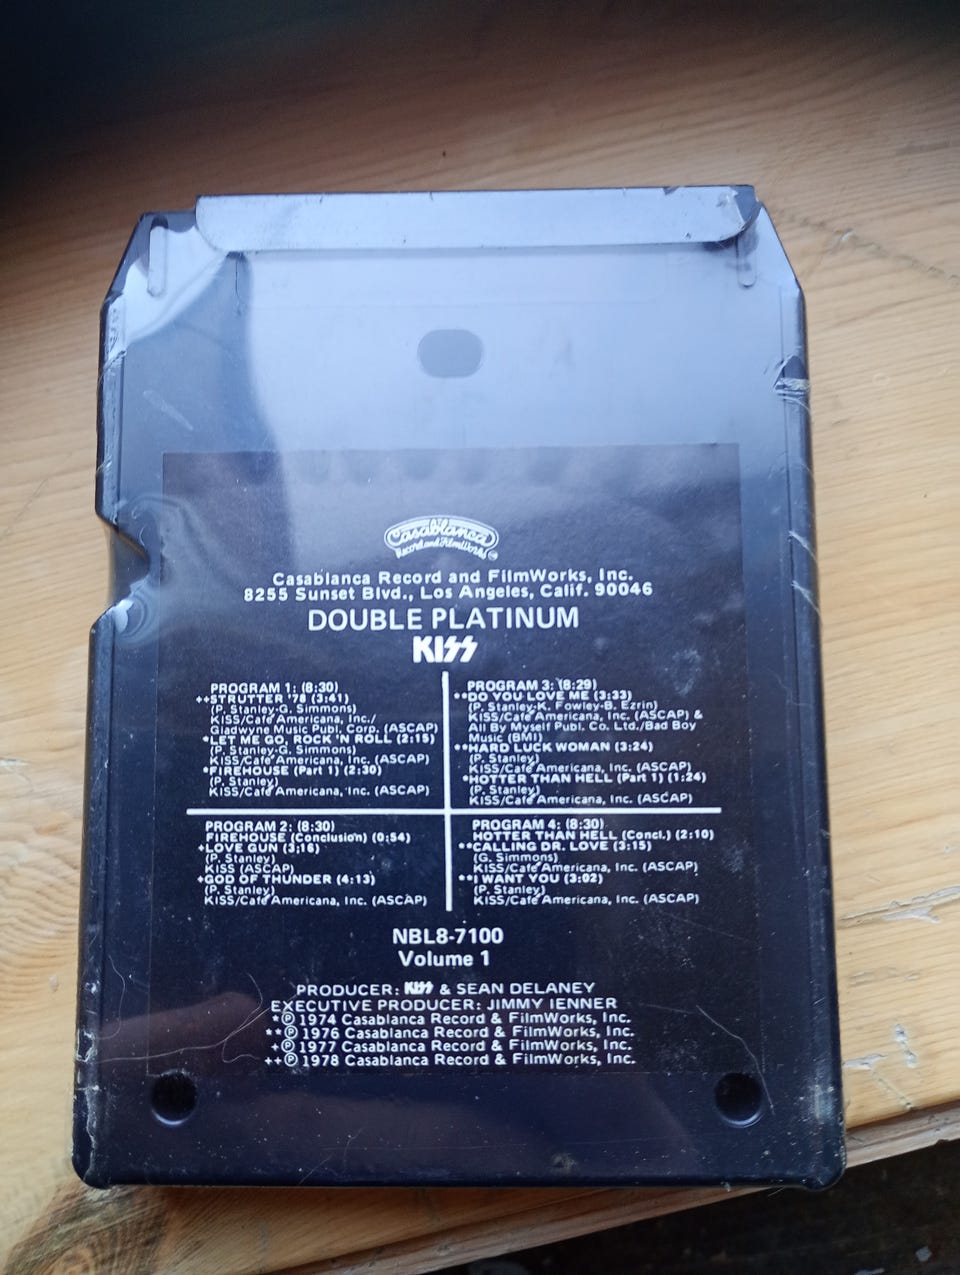 Casablanca
Record and FilmWorks
Casablanca Record and FilmWorks, Inc.
8255 Sunset Blvd., Los Angeles, Calif. 90046
DOUBLE PLATINUM
KISS
PROGRAM 1: (8:30)
++STRUTTER '78 (3:41)
(P. Stanley-G. Simmons)
KISS/Café Americana, Inc./
Gladwyne Music Publ. Corp. (ASCAP)
*LET ME GO, ROCK 'N ROLL (2:15)
(P. Stanley-G. Simmons)
KISS/Café Americana, Inc. (ASCAP)
*FIREHOUSE (Part 1) (2:30)
(P. Stanley)
KISS/Café Americana, Inc. (ASCAP)
PROGRAM 3: (8:29)
**DO YOU LOVE ME (3:33)
(P. Stanley-K. Fowley-B. Ezrin)
KISS/Café Americana, Inc. (ASCAP) &
All By Myself Publ. Co. Ltd./Bad Boy
Music (BMI)
**HARD LUCK WOMAN (3:24)
(P. Stanley)
KISS/Café Americana, Inc. (ASCAP)
*HOTTER THAN HELL (Part 1) (1:24)
(P. Stanley)
KISS/Café Americana, Inc. (ASCAP)
PROGRAM 2: (8:30)
FIREHOUSE (Conclusion) (0:54)
+LOVE GUN (3:16)
(P. Stanley)
KISS (ASCAP)
+GOD OF THUNDER (4:13)
(P. Stanley)
KISS/Café Americana, Inc. (ASCAP)
PROGRAM 4: (8:30)
HOTTER THAN HELL (Concl.) (2:10)
**CALLING DR. LOVE (3:15)
(G. Simmons)
KISS/Café Americana, Inc. (ASCAP)
**I WANT YOU (3:02)
(P. Stanley)
KISS/Café Americana, Inc. (ASCAP)
NBL8-7100
Volume 1
PRODUCER: KISS & SEAN DELANEY
EXECUTIVE PRODUCER: JIMMY IENNER
*℗ 1974 Casablanca Record & FilmWorks, Inc.
**℗ 1976 Casablanca Record & FilmWorks, Inc.
+℗ 1977 Casablanca Record & FilmWorks, Inc.
++℗ 1978 Casablanca Record & FilmWorks, Inc.